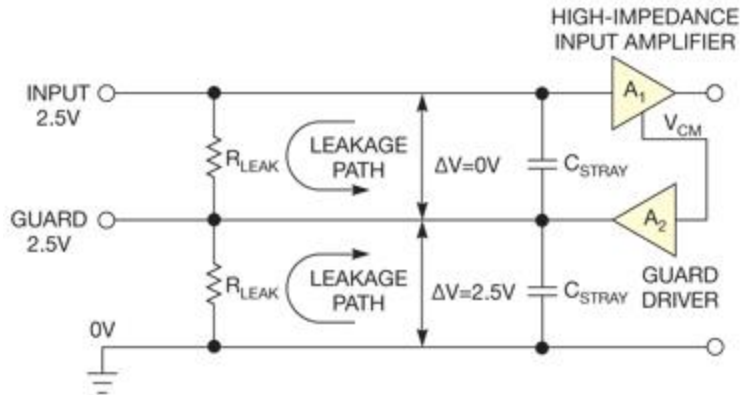 HIGH-IMPEDANCE
INPUT AMPLIFIER
INPUT
2.5V
A1
VCM
RLEAK
LEAKAGE
PATH
ΔV=0V
CSTRAY
GUARD
2.5V
A2
RLEAK
LEAKAGE
PATH
ΔV=2.5V
CSTRAY
GUARD
DRIVER
0V